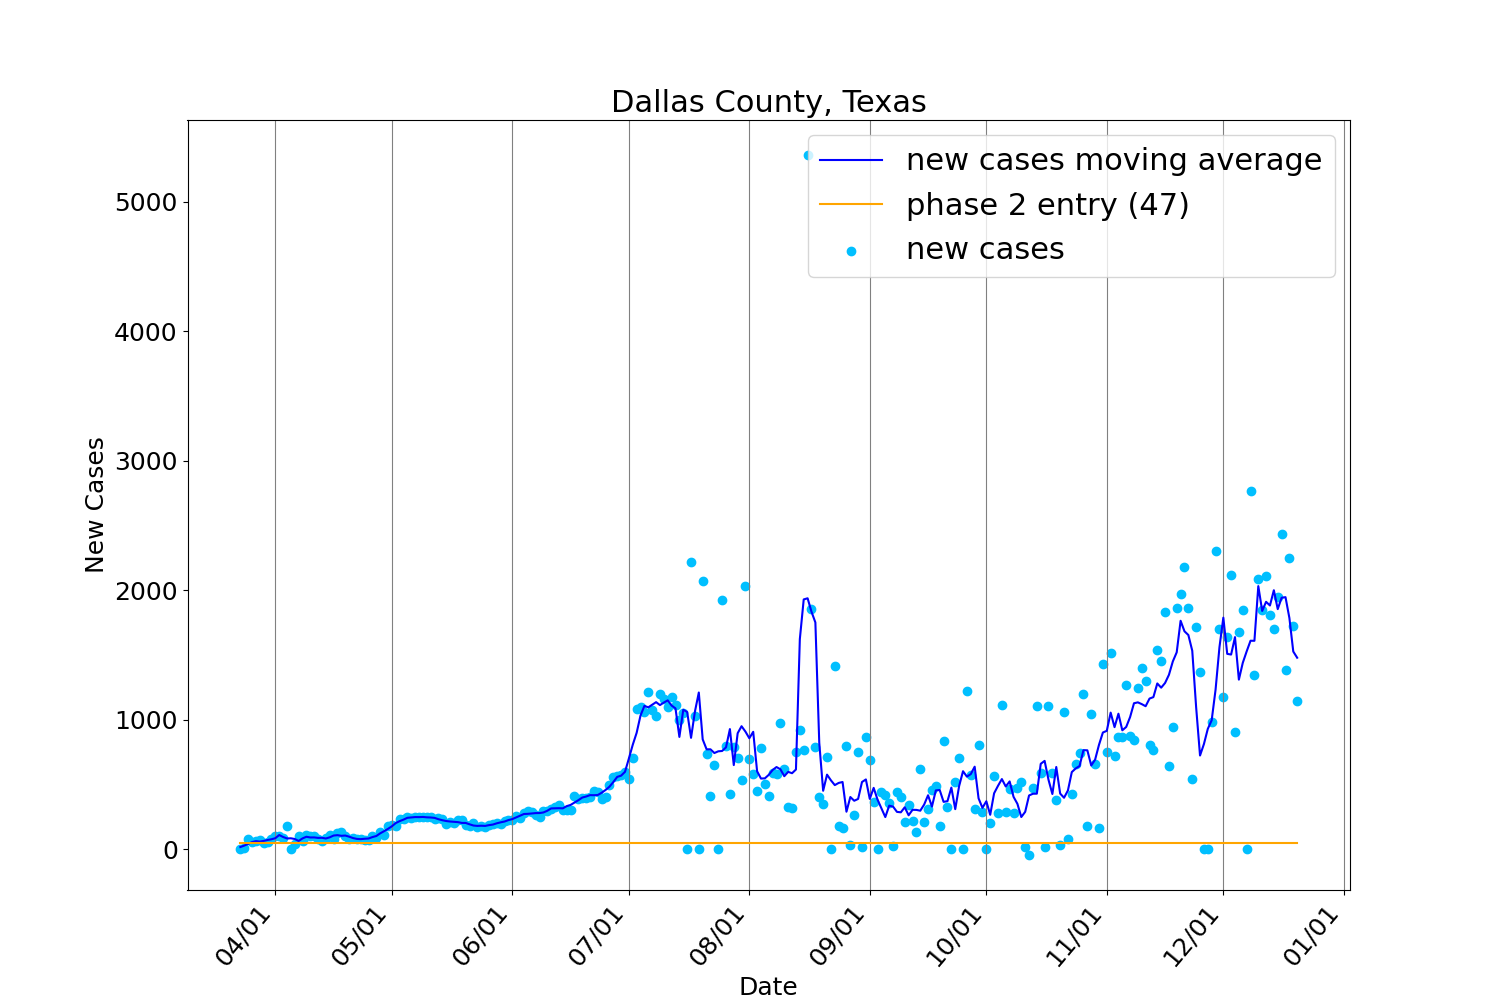 Dallas County, Texas
new cases moving average
phase 2 entry (47)
new cases
5000
4000
3000
2000
1000
0
New Cases
04/01
05/01
06/01
07/01
08/01
09/01
10/01
11/01
12/01
01/01
Date